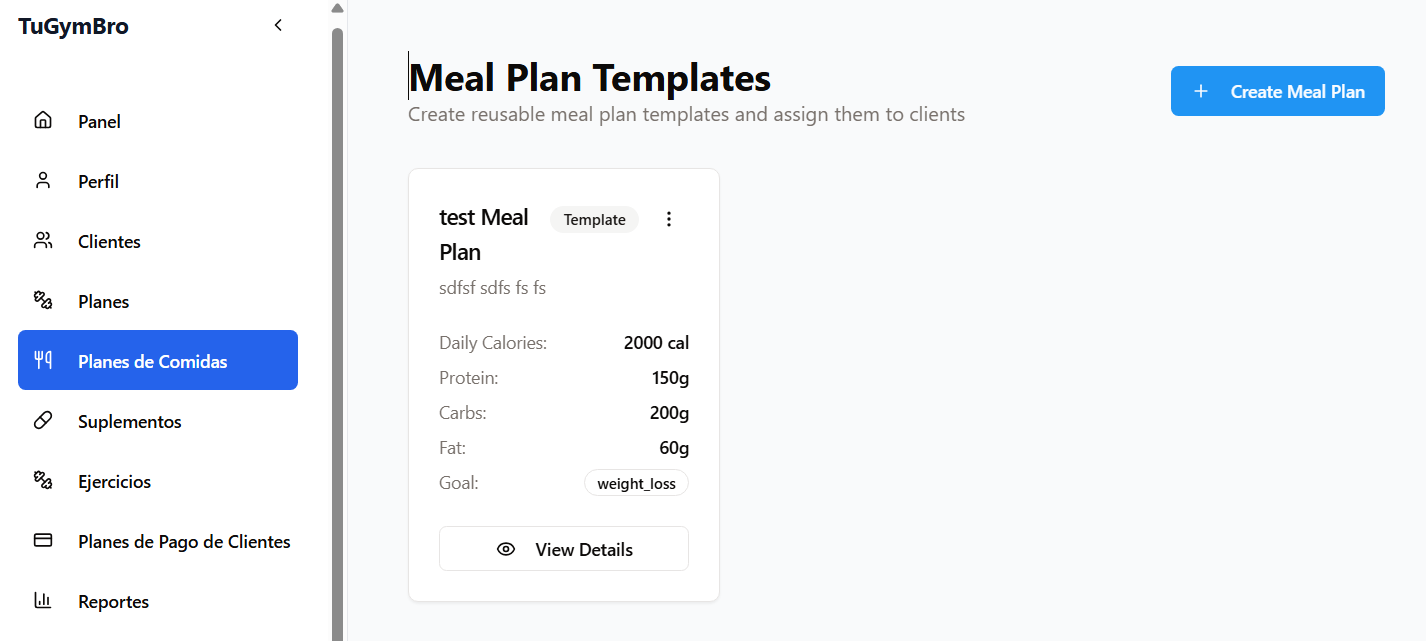 TuGymBro
Panel
Perfil
Clientes
Planes
Planes de Comidas
Suplementos
Ejercicios
Planes de Pago de Clientes
Reportes
Meal Plan Templates
Create reusable meal plan templates and assign them to clients
Create Meal Plan
test Meal
Plan
Template
sdfsf sdfs fs fs
Daily Calories: 2000 cal
Protein: 150g
Carbs: 200g
Fat: 60g
Goal: weight_loss
View Details